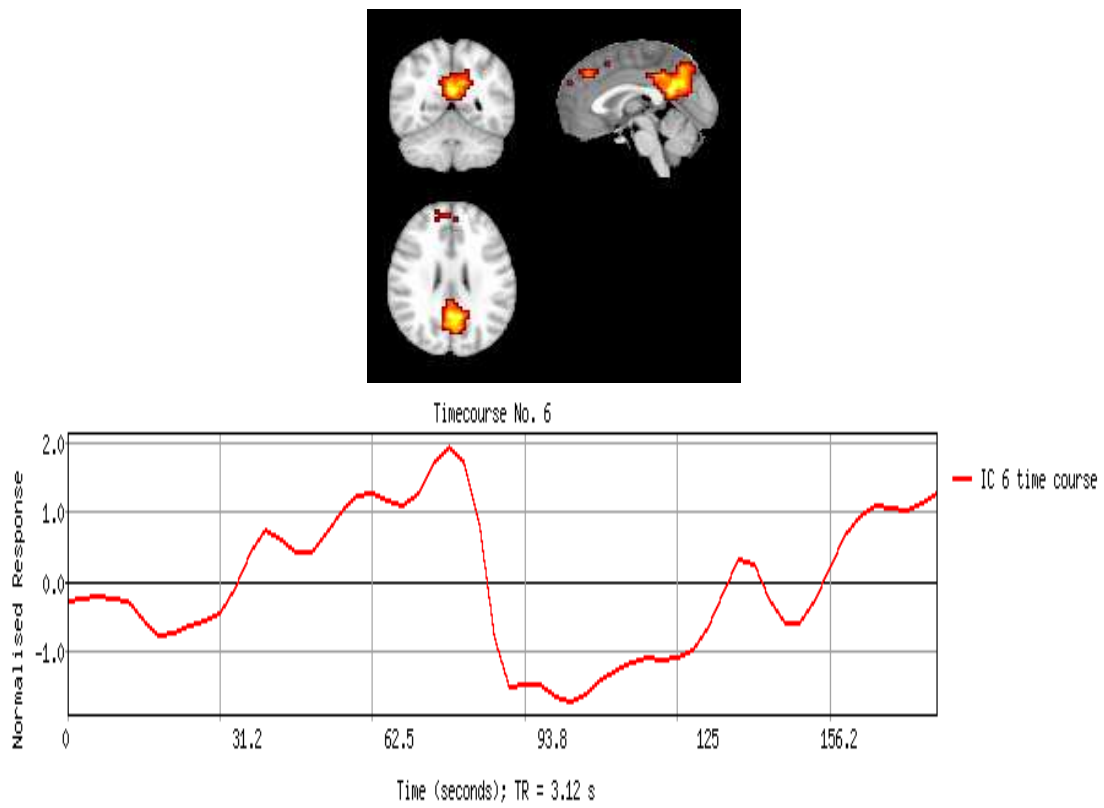 Timecourse No. 6
Normalised Response
2.0
1.0
0.0
-1.0
IC 6 time course
0 31.2 62.5 93.8 125 156.2
Time (seconds); TR = 3.12 s